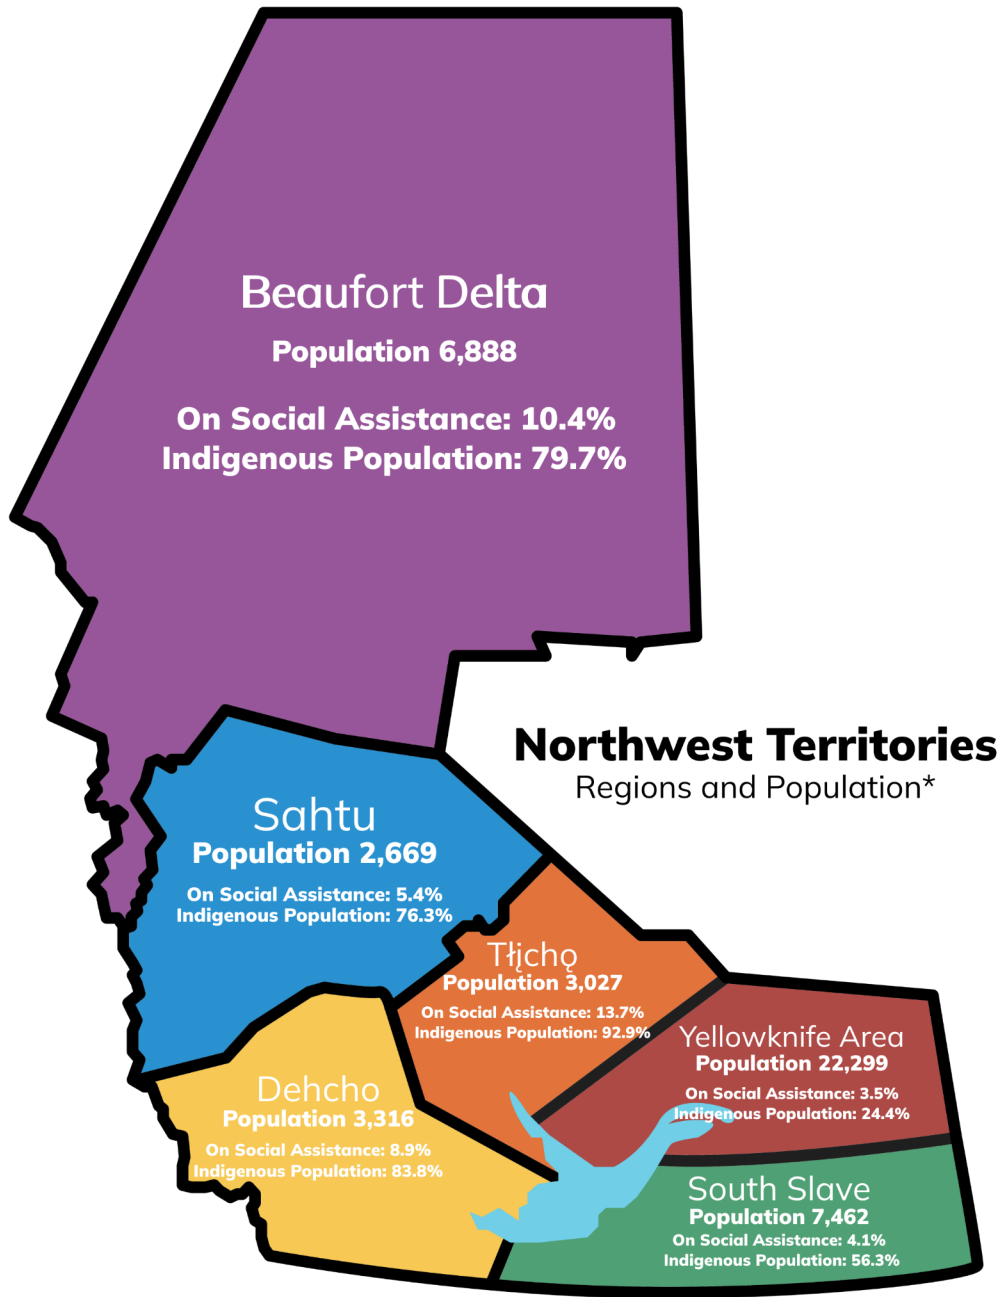 Beaufort Delta
Population 6,888
On Social Assistance: 10.4%
Indigenous Population: 79.7%
Northwest Territories
Regions and Population*
Sahtu
Population 2,669
On Social Assistance: 5.4%
Indigenous Population: 76.3%
Tłı̨chǫ
Population 3,027
On Social Assistance: 13.7%
Indigenous Population: 92.9%
Yellowknife Area
Population 22,299
On Social Assistance: 3.5%
Indigenous Population: 24.4%
Dehcho
Population 3,316
On Social Assistance: 8.9%
Indigenous Population: 83.8%
South Slave
Population 7,462
On Social Assistance: 4.1%
Indigenous Population: 56.3%